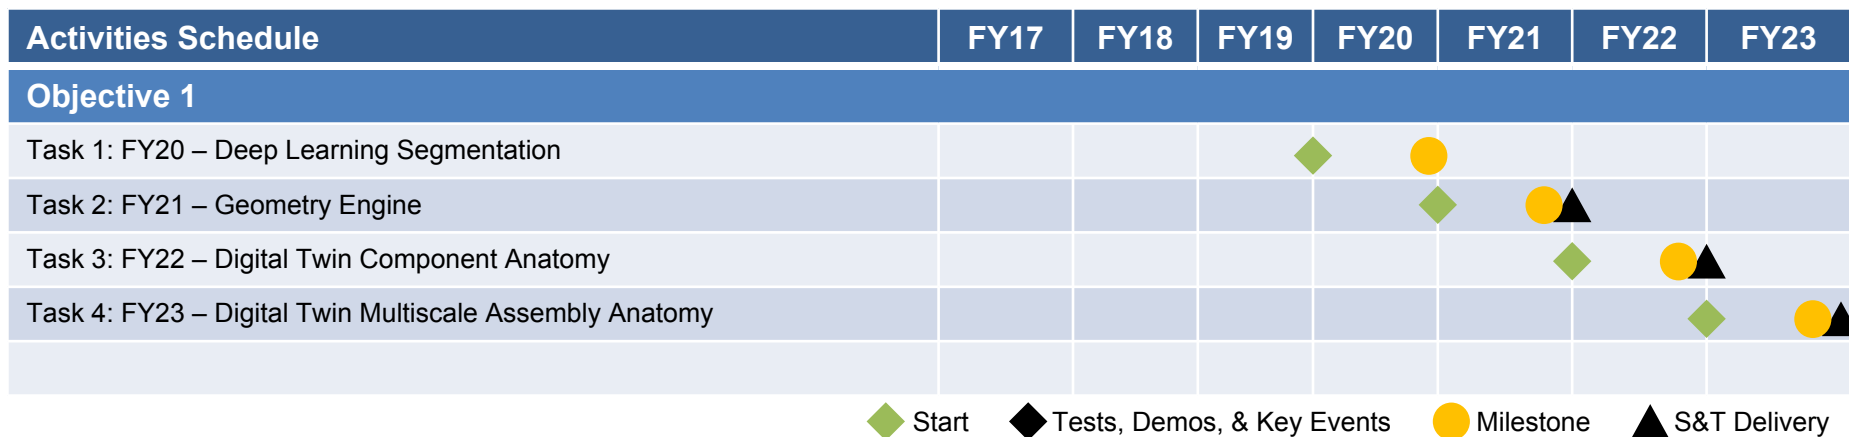 Activities Schedule FY17 FY18 FY19 FY20 FY21 FY22 FY23
Objective 1
Task 1: FY20 – Deep Learning Segmentation
Task 2: FY21 – Geometry Engine
Task 3: FY22 – Digital Twin Component Anatomy
Task 4: FY23 – Digital Twin Multiscale Assembly Anatomy
Start Tests, Demos, & Key Events Milestone S&T Delivery